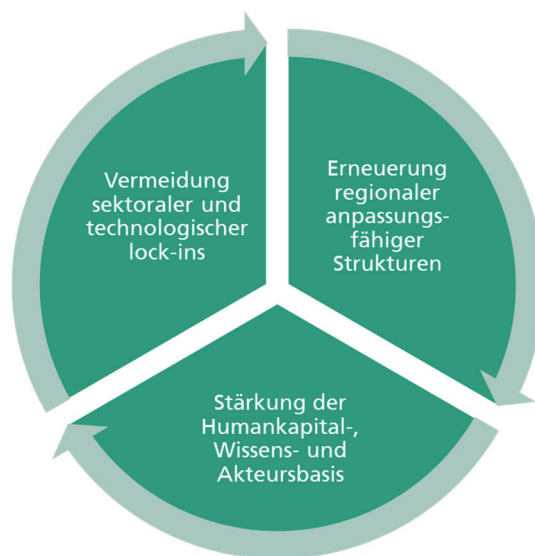 Vermeidung
sektoraler und
technologischer
lock-ins
Erneuerung
regionaler
anpassungs-
fähiger
Strukturen
Stärkung der
Humankapital-,
Wissens- und
Akteursbasis